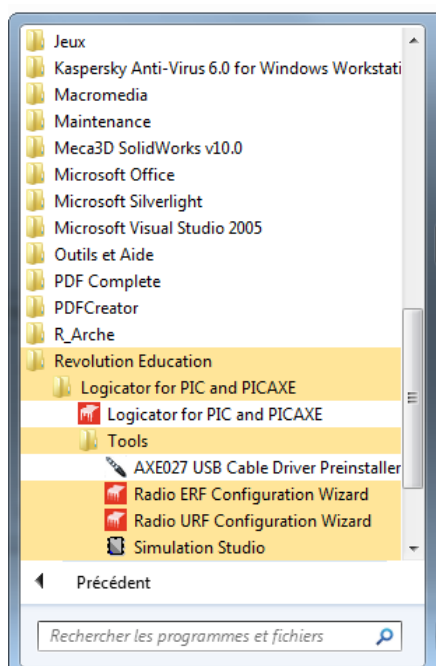 Jeux
Kaspersky Anti-Virus 6.0 for Windows Workstati
Macromedia
Maintenance
Meca3D SolidWorks v10.0
Microsoft Office
Microsoft Silverlight
Microsoft Visual Studio 2005
Outils et Aide
PDF Complete
PDFCreator
R_Arche
Revolution Education
Logicator for PIC and PICAXE
Logicator for PIC and PICAXE
Tools
AXE027 USB Cable Driver Preinstaller
Radio ERF Configuration Wizard
Radio URF Configuration Wizard
Simulation Studio
Précédent
Rechercher les programmes et fichiers